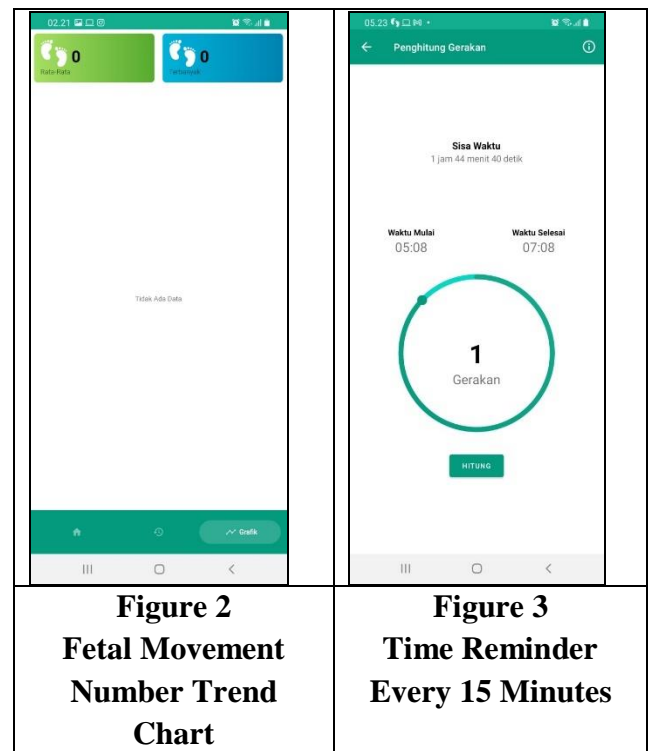 02.21
0
Rata-Rata
0
Terbanyak
Tidak Ada Data
Grafik
Figure 2
Fetal Movement
Number Trend
Chart
05.23
Penghitung Gerakan
Sisa Waktu
1 jam 44 menit 40 detik
Waktu Mulai
Waktu Selesai
05:08
07:08
1
Gerakan
HITUNG
Figure 3
Time Reminder
Every 15 Minutes